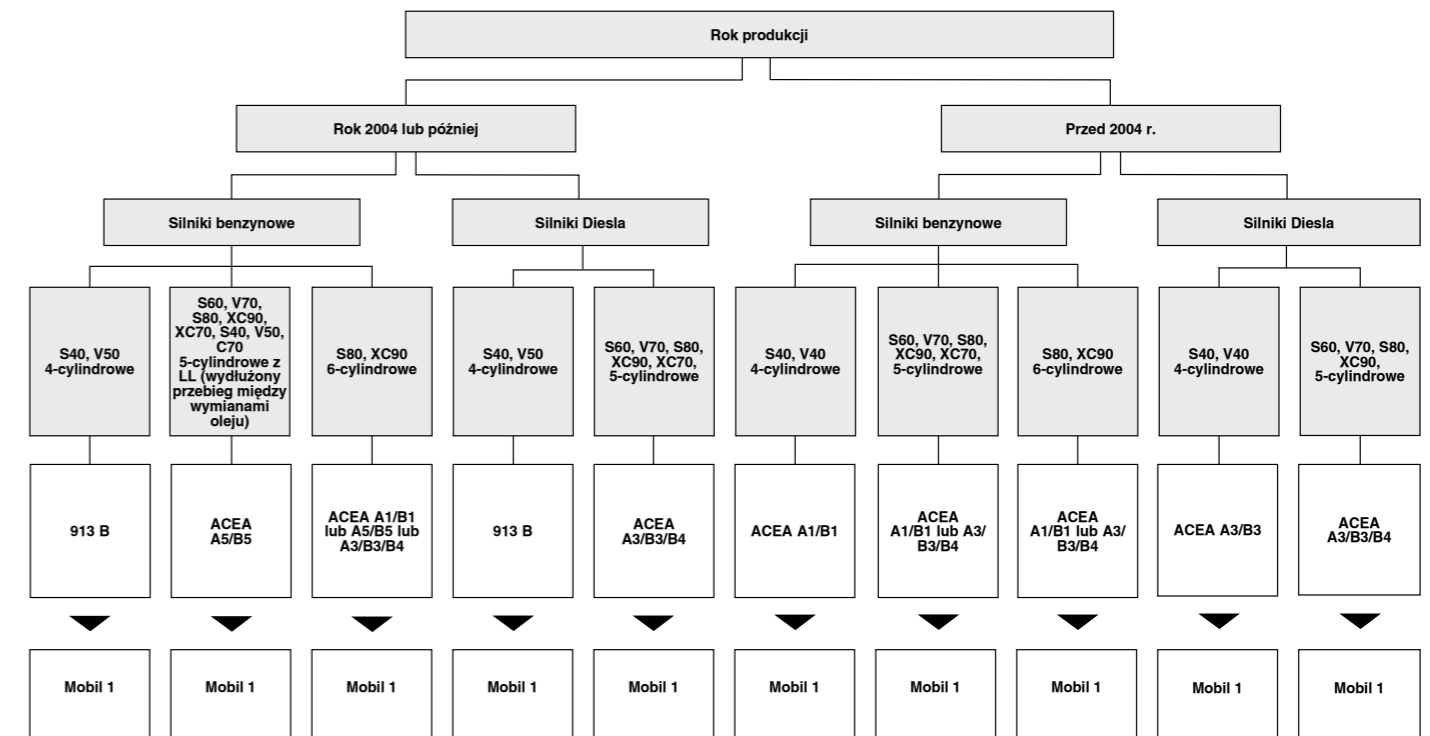 Rok produkcji
Rok 2004 lub później
Przed 2004 r.
Silniki benzynowe
Silniki Diesla
Silniki benzynowe
Silniki Diesla
S40, V50
4-cylindrowe
S60, V70,
S80, XC90,
XC70, S40, V50,
C70
5-cylindrowe z
LL (wydłużony
przebieg między
wymianami
oleju)
S80, XC90
6-cylindrowe
S40, V50
4-cylindrowe
S60, V70, S80,
XC90, XC70,
5-cylindrowe
S40, V40
4-cylindrowe
S60, V70, S80,
XC90, XC70,
5-cylindrowe
S80, XC90
6-cylindrowe
S40, V40
4-cylindrowe
S60, V70, S80,
XC90,
5-cylindrowe
913 B
ACEA
A5/B5
ACEA A1/B1
lub A5/B5 lub
A3/B3/B4
913 B
ACEA
A3/B3/B4
ACEA A1/B1
ACEA
A1/B1 lub A3/
B3/B4
ACEA
A1/B1 lub A3/
B3/B4
ACEA A3/B3
ACEA
A3/B3/B4
Mobil 1
Mobil 1
Mobil 1
Mobil 1
Mobil 1
Mobil 1
Mobil 1
Mobil 1
Mobil 1
Mobil 1